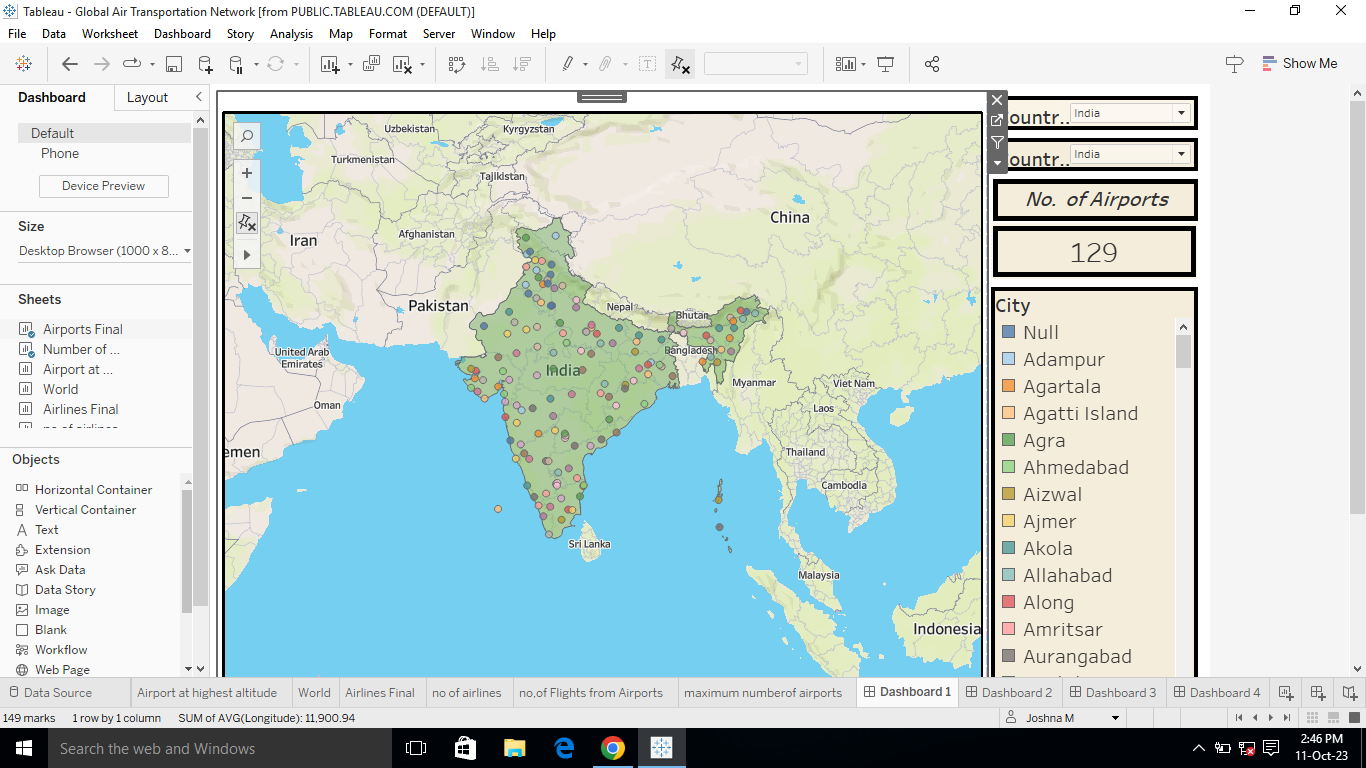 Tableau - Global Air Transportation Network [from PUBLIC.TABLEAU.COM (DEFAULT)]
File Data Worksheet Dashboard Story Analysis Map Format Server Window Help
Show Me
Dashboard Layout
Default
Phone
Device Preview
Size
Desktop Browser (1000 x 8...
Sheets
Airports Final
Number of ...
Airport at ...
World
Airlines Final
no of airlines
Objects
Horizontal Container
Vertical Container
Text
Extension
Ask Data
Data Story
Image
Blank
Workflow
Web Page
Uzbekistan
Kyrgyzstan
Turkmenistan
Tajikistan
China
Iran
Afghanistan
Pakistan
Nepal
Bhutan
United Arab
Emirates
Bangladesh
India
Myanmar
Viet Nam
Oman
Laos
emen
Thailand
Cambodia
Sri Lanka
Malaysia
Indonesia
ountr.. India
ountr.. India
No. of Airports
129
City
Null
Adampur
Agartala
Agatti Island
Agra
Ahmedabad
Aizwal
Ajmer
Akola
Allahabad
Along
Amritsar
Aurangabad
Data Source Airport at highest altitude World Airlines Final no of airlines no,of Flights from Airports maximum numberof airports Dashboard 1 Dashboard 2 Dashboard 3 Dashboard 4
149 marks 1 row by 1 column SUM of AVG(Longitude): 11,900.94 Joshna M
Search the web and Windows
2:46 PM
11-Oct-23